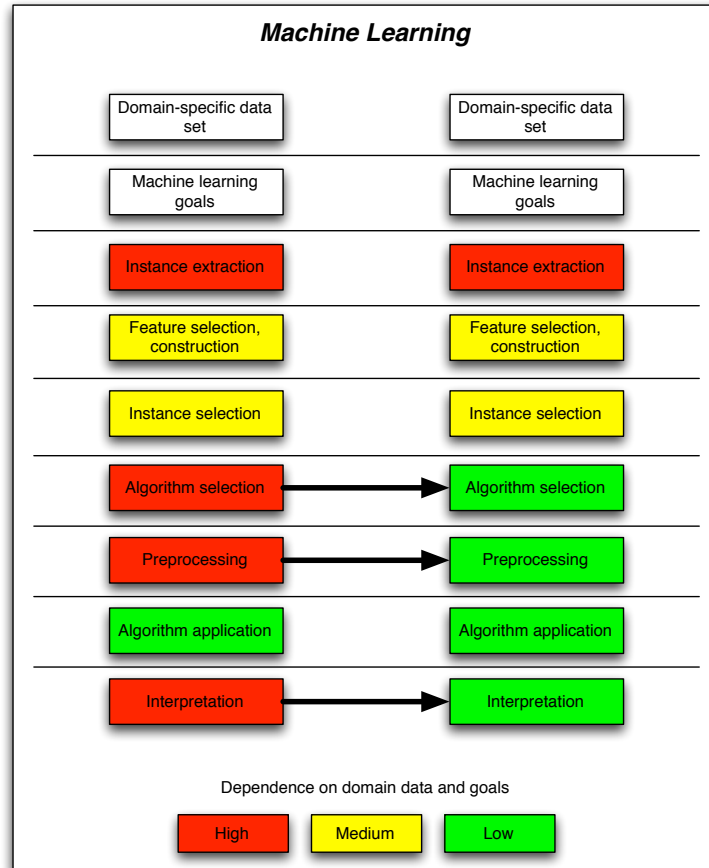 Machine Learning
Domain-specific data
set
Domain-specific data
set
Machine learning
goals
Machine learning
goals
Instance extraction
Instance extraction
Feature selection,
construction
Feature selection,
construction
Instance selection
Instance selection
Algorithm selection
Algorithm selection
Preprocessing
Preprocessing
Algorithm application
Algorithm application
Interpretation
Interpretation
Dependence on domain data and goals
High
Medium
Low